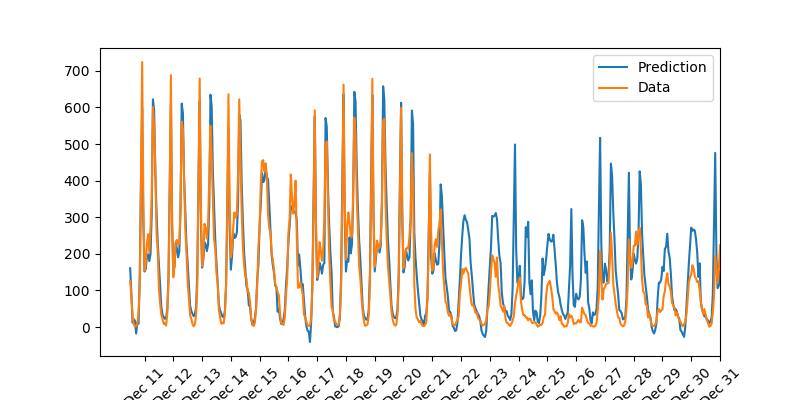 Prediction
Data
700
600
500
400
300
200
100
0
Dec 11
Dec 12
Dec 13
Dec 14
Dec 15
Dec 16
Dec 17
Dec 18
Dec 19
Dec 20
Dec 21
Dec 22
Dec 23
Dec 24
Dec 25
Dec 26
Dec 27
Dec 28
Dec 29
Dec 30
Dec 31